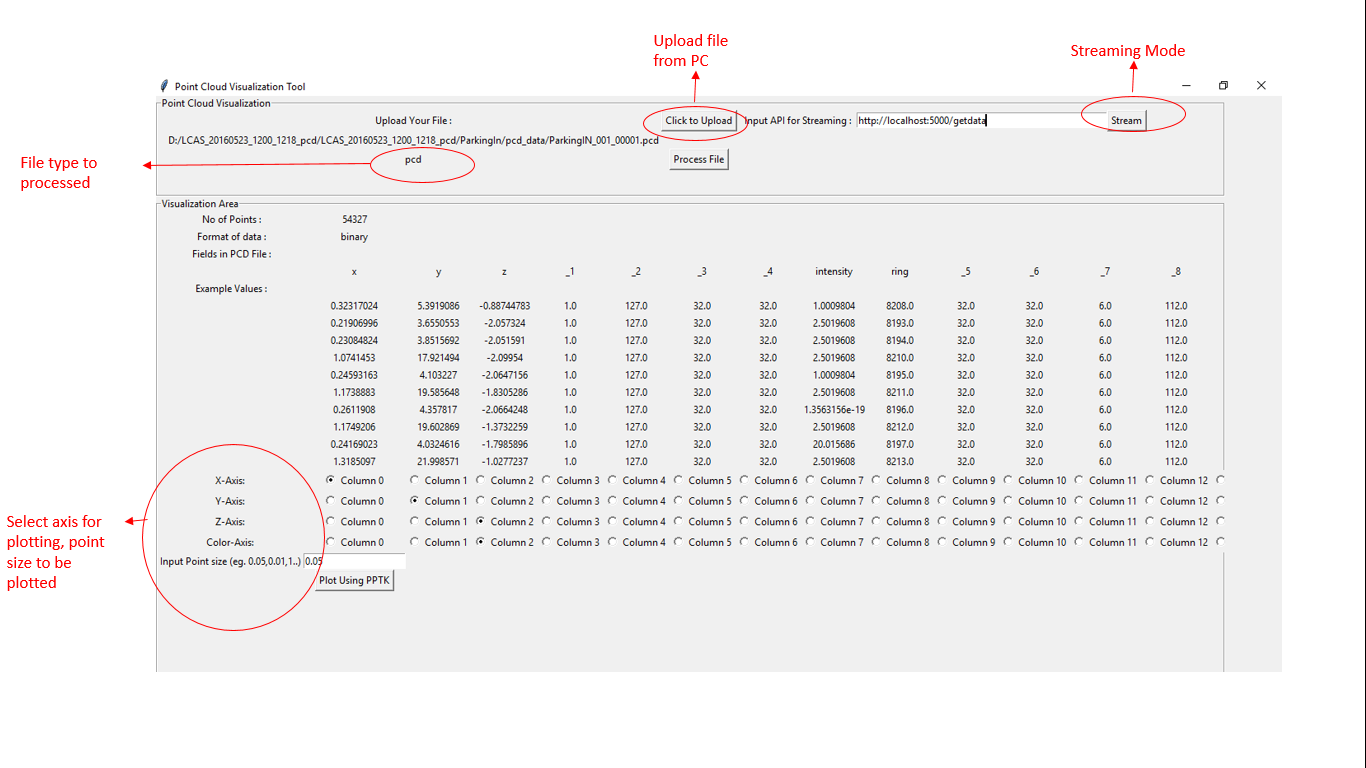 Upload file
from PC
Streaming Mode
Point Cloud Visualization Tool
Point Cloud Visualization
Upload Your File : Click to Upload Input API for Streaming : http://localhost:5000/getdata Stream
D:/LCAS_20160523_1200_1218_pcd/LCAS_20160523_1200_1218_pcd/ParkingIn/pcd_data/ParkingIN_001_00001.pcd
File type to
processed
pcd Process File
Visualization Area
No of Points : 54327
Format of data : binary
Fields in PCD File :
x y z _1 _2 _3 _4 intensity ring _5 _6 _7 _8
Example Values :
0.32317024 5.3919086 -0.88744783 1.0 127.0 32.0 32.0 1.0009804 8208.0 32.0 32.0 6.0 112.0
0.21906996 3.6550553 -2.057324 1.0 127.0 32.0 32.0 2.5019608 8193.0 32.0 32.0 6.0 112.0
0.23084824 3.8515692 -2.051591 1.0 127.0 32.0 32.0 2.5019608 8194.0 32.0 32.0 6.0 112.0
1.0741453 17.921494 -2.09954 1.0 127.0 32.0 32.0 2.5019608 8210.0 32.0 32.0 6.0 112.0
0.24593163 4.103227 -2.0647156 1.0 127.0 32.0 32.0 1.0009804 8195.0 32.0 32.0 6.0 112.0
1.1738883 19.585648 -1.8305286 1.0 127.0 32.0 32.0 2.5019608 8211.0 32.0 32.0 6.0 112.0
0.2611908 4.357817 -2.0664248 1.0 127.0 32.0 32.0 1.3563156e-19 8196.0 32.0 32.0 6.0 112.0
1.1749206 19.602869 -1.3732259 1.0 127.0 32.0 32.0 2.5019608 8212.0 32.0 32.0 6.0 112.0
0.24169023 4.0324616 -1.7985896 1.0 127.0 32.0 32.0 20.015686 8197.0 32.0 32.0 6.0 112.0
1.3185097 21.998571 -1.0277237 1.0 127.0 32.0 32.0 2.5019608 8213.0 32.0 32.0 6.0 112.0
X-Axis: Column 0 Column 1 Column 2 Column 3 Column 4 Column 5 Column 6 Column 7 Column 8 Column 9 Column 10 Column 11 Column 12
Y-Axis: Column 0 Column 1 Column 2 Column 3 Column 4 Column 5 Column 6 Column 7 Column 8 Column 9 Column 10 Column 11 Column 12
Z-Axis: Column 0 Column 1 Column 2 Column 3 Column 4 Column 5 Column 6 Column 7 Column 8 Column 9 Column 10 Column 11 Column 12
Color-Axis: Column 0 Column 1 Column 2 Column 3 Column 4 Column 5 Column 6 Column 7 Column 8 Column 9 Column 10 Column 11 Column 12
Select axis for
plotting, point
size to be
plotted
Input Point size (eg. 0.05,0.01,1..) 0.05
Plot Using PPTK